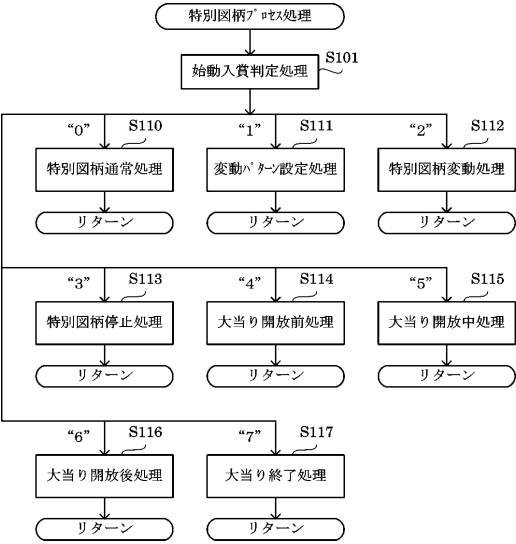 特別図柄ﾌﾟﾛｾｽ処理
S101
始動入賞判定処理
“0” S110 “1” S111 “2” S112
特別図柄通常処理 変動ﾊﾟﾀｰﾝ設定処理 特別図柄変動処理
リターン リターン リターン
“3” S113 “4” S114 “5” S115
特別図柄停止処理 大当り開放前処理 大当り開放中処理
リターン リターン リターン
“6” S116 “7” S117
大当り開放後処理 大当り終了処理
リターン リターン